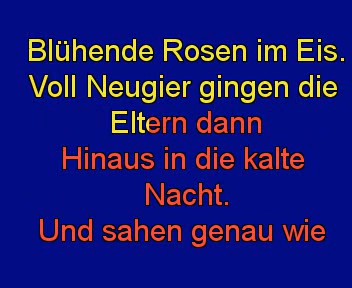 Blühende Rosen im Eis.
Voll Neugier gingen die
Eltern dann
Hinaus in die kalte
Nacht.
Und sahen genau wie